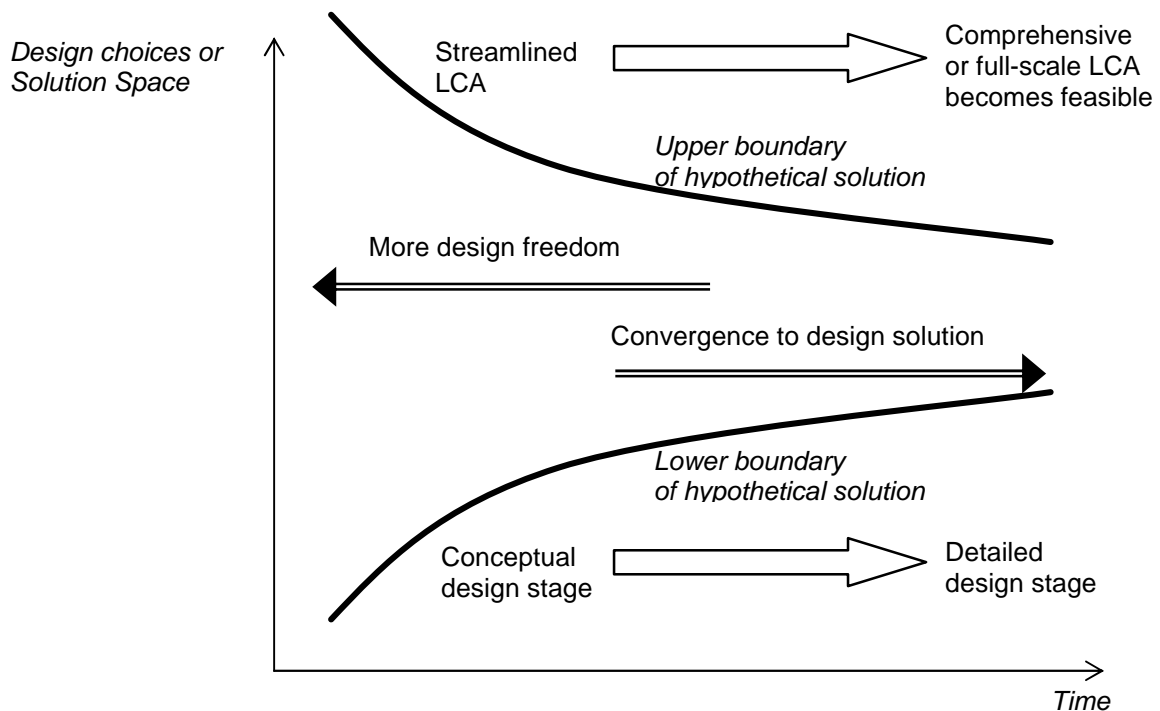 Design choices or
Solution Space
Streamlined
LCA
Comprehensive
or full-scale LCA
becomes feasible
Upper boundary
of hypothetical solution
More design freedom
Convergence to design solution
Lower boundary
of hypothetical solution
Conceptual
design stage
Detailed
design stage
Time